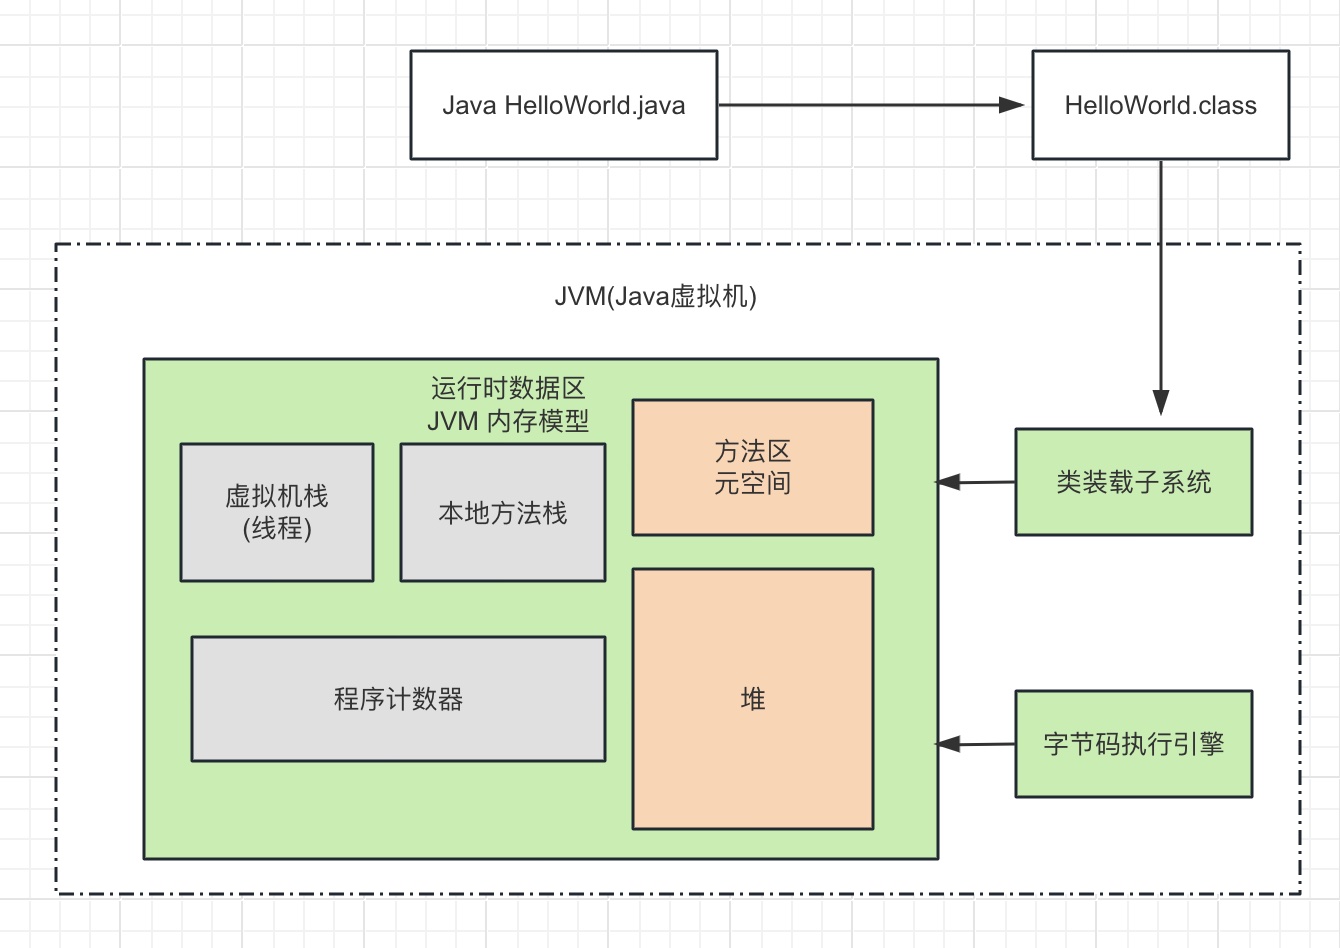 Java HelloWorld.java
HelloWorld.class
JVM(Java虚拟机)
运行时数据区
JVM 内存模型
虚拟机栈
(线程)
本地方法栈
方法区
元空间
类装载子系统
程序计数器
堆
字节码执行引擎